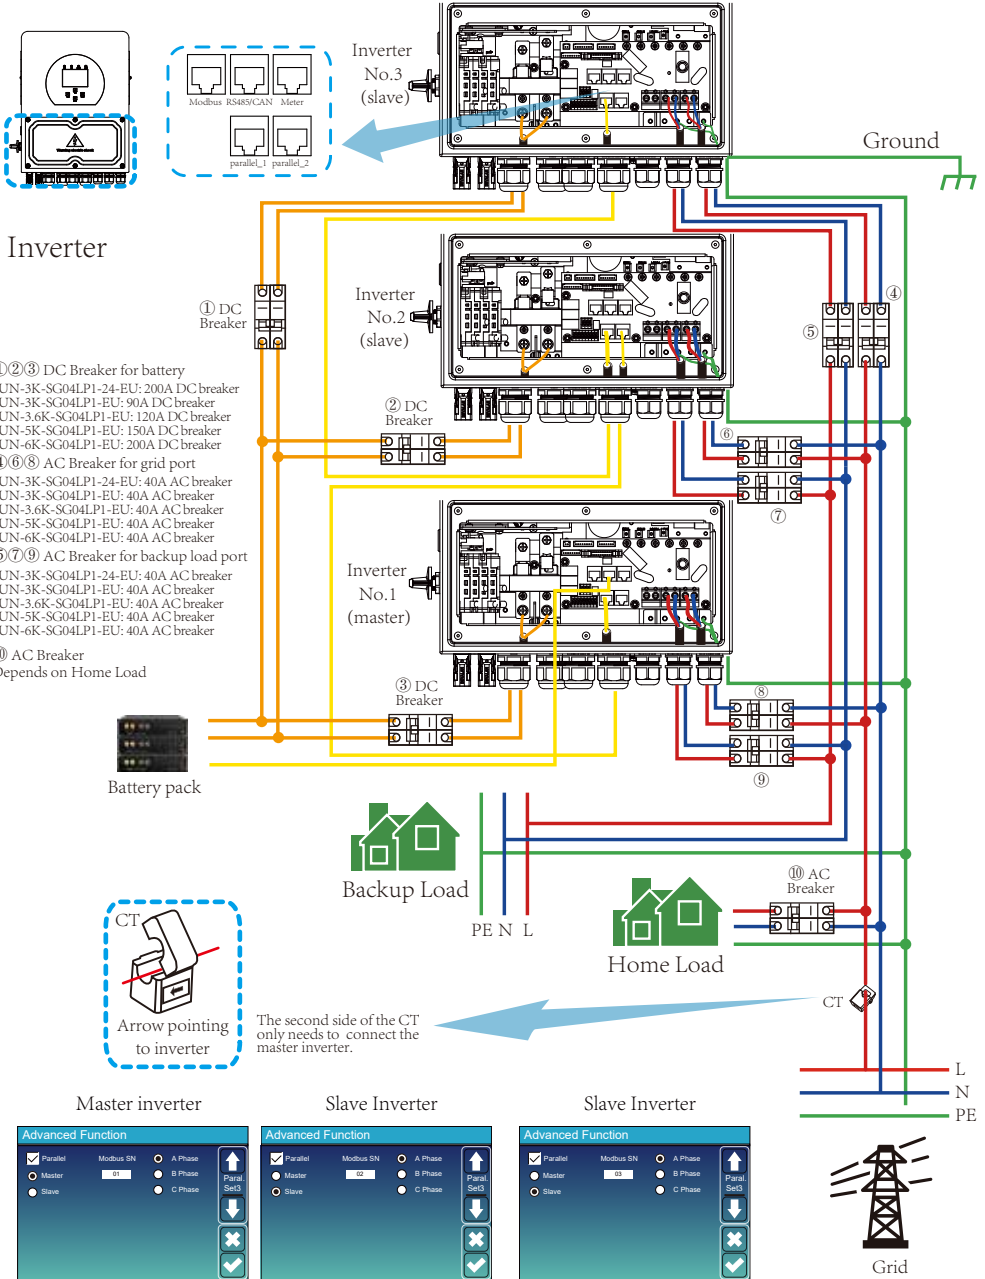 Inverter
No.3
(slave)
Modbus RS485/CAN Meter
parallel_1 parallel_2
Ground
Inverter
① DC
Breaker
Inverter
No.2
(slave)
④
⑤
①②③ DC Breaker for battery
UN-3K-SG04LP1-24-EU: 200A DC breaker
UN-3K-SG04LP1-EU: 90A DC breaker
UN-3.6K-SG04LP1-EU: 120A DC breaker
UN-5K-SG04LP1-EU: 150A DC breaker
UN-6K-SG04LP1-EU: 200A DC breaker
④⑥⑧ AC Breaker for grid port
UN-3K-SG04LP1-24-EU: 40A AC breaker
UN-3K-SG04LP1-EU: 40A AC breaker
UN-3.6K-SG04LP1-EU: 40A AC breaker
UN-5K-SG04LP1-EU: 40A AC breaker
UN-6K-SG04LP1-EU: 40A AC breaker
⑤⑦⑨ AC Breaker for backup load port
UN-3K-SG04LP1-24-EU: 40A AC breaker
UN-3K-SG04LP1-EU: 40A AC breaker
UN-3.6K-SG04LP1-EU: 40A AC breaker
UN-5K-SG04LP1-EU: 40A AC breaker
UN-6K-SG04LP1-EU: 40A AC breaker
⑩ AC Breaker
Depends on Home Load
② DC
Breaker
⑥
⑦
Inverter
No.1
(master)
③ DC
Breaker
⑧
⑨
Battery pack
Backup Load
PE N L
⑩ AC
Breaker
Home Load
CT
Arrow pointing
to inverter
The second side of the CT
only needs to connect the
master inverter.
CT
L
N
PE
Master inverter
Advanced Function
Parallel Modbus SN A Phase
Master 01 B Phase
Slave C Phase
Paral.
Set3
Slave Inverter
Advanced Function
Parallel Modbus SN A Phase
Master 02 B Phase
Slave C Phase
Paral.
Set3
Slave Inverter
Advanced Function
Parallel Modbus SN A Phase
Master 03 B Phase
Slave C Phase
Paral.
Set3
Grid